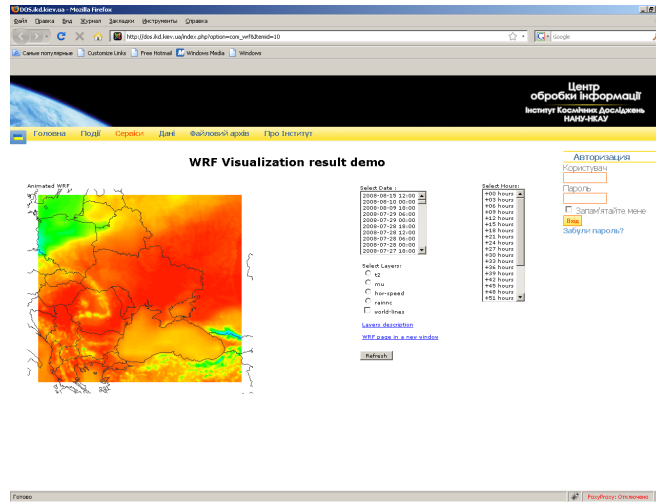 DOS.ikd.kiev.ua - Mozilla Firefox
Файл Правка Вид Журнал Закладки Инструменты Справка
http://dos.ikd.kiev.ua/index.php?option=com_wrf&Itemid=10
Google
Самые популярные Customize Links Free Hotmail Windows Media Windows
Центр
обробки інформації
Інститут Космічних Досліджень
НАНУ-НКАУ
Головна Події Сервіси Дані Файловий архів Про Інститут
WRF Visualization result demo
Animated WRF
Select Date :
2008-08-15 12:00
2008-08-10 00:00
2008-08-09 18:00
2008-07-29 06:00
2008-07-29 00:00
2008-07-28 18:00
2008-07-28 12:00
2008-07-28 06:00
2008-07-28 00:00
2008-07-27 18:00
Select Layers:
t2
mu
hor-speed
rainnc
world-lines
Layers description
WRF page in a new window
Refresh
Select Hours:
+00 hours
+03 hours
+06 hours
+09 hours
+12 hours
+15 hours
+18 hours
+21 hours
+24 hours
+27 hours
+30 hours
+33 hours
+36 hours
+39 hours
+42 hours
+45 hours
+48 hours
+51 hours
Авторизация
Користувач
Пароль
Запам'ятайте мене
Вхід
Забули пароль?
Готово
FoxyProxy: Отключено